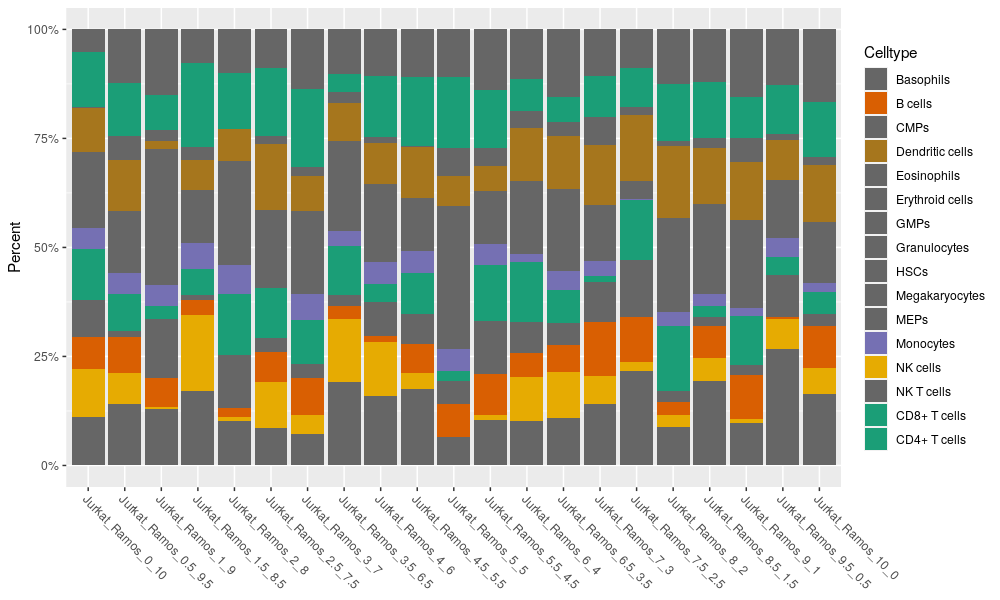 Percent
100%
75%
50%
25%
0%
Jurkat_Ramos_0_10
Jurkat_Ramos_0.5_9.5
Jurkat_Ramos_1_9
Jurkat_Ramos_1.5_8.5
Jurkat_Ramos_2_8
Jurkat_Ramos_2.5_7.5
Jurkat_Ramos_3_7
Jurkat_Ramos_3.5_6.5
Jurkat_Ramos_4_6
Jurkat_Ramos_4.5_5.5
Jurkat_Ramos_5_5
Jurkat_Ramos_5.5_4.5
Jurkat_Ramos_6_4
Jurkat_Ramos_6.5_3.5
Jurkat_Ramos_7_3
Jurkat_Ramos_7.5_2.5
Jurkat_Ramos_8_2
Jurkat_Ramos_8.5_1.5
Jurkat_Ramos_9_1
Jurkat_Ramos_9.5_0.5
Jurkat_Ramos_10_0
Celltype
Basophils
B cells
CMPs
Dendritic cells
Eosinophils
Erythroid cells
GMPs
Granulocytes
HSCs
Megakaryocytes
MEPs
Monocytes
NK cells
NK T cells
CD8+ T cells
CD4+ T cells